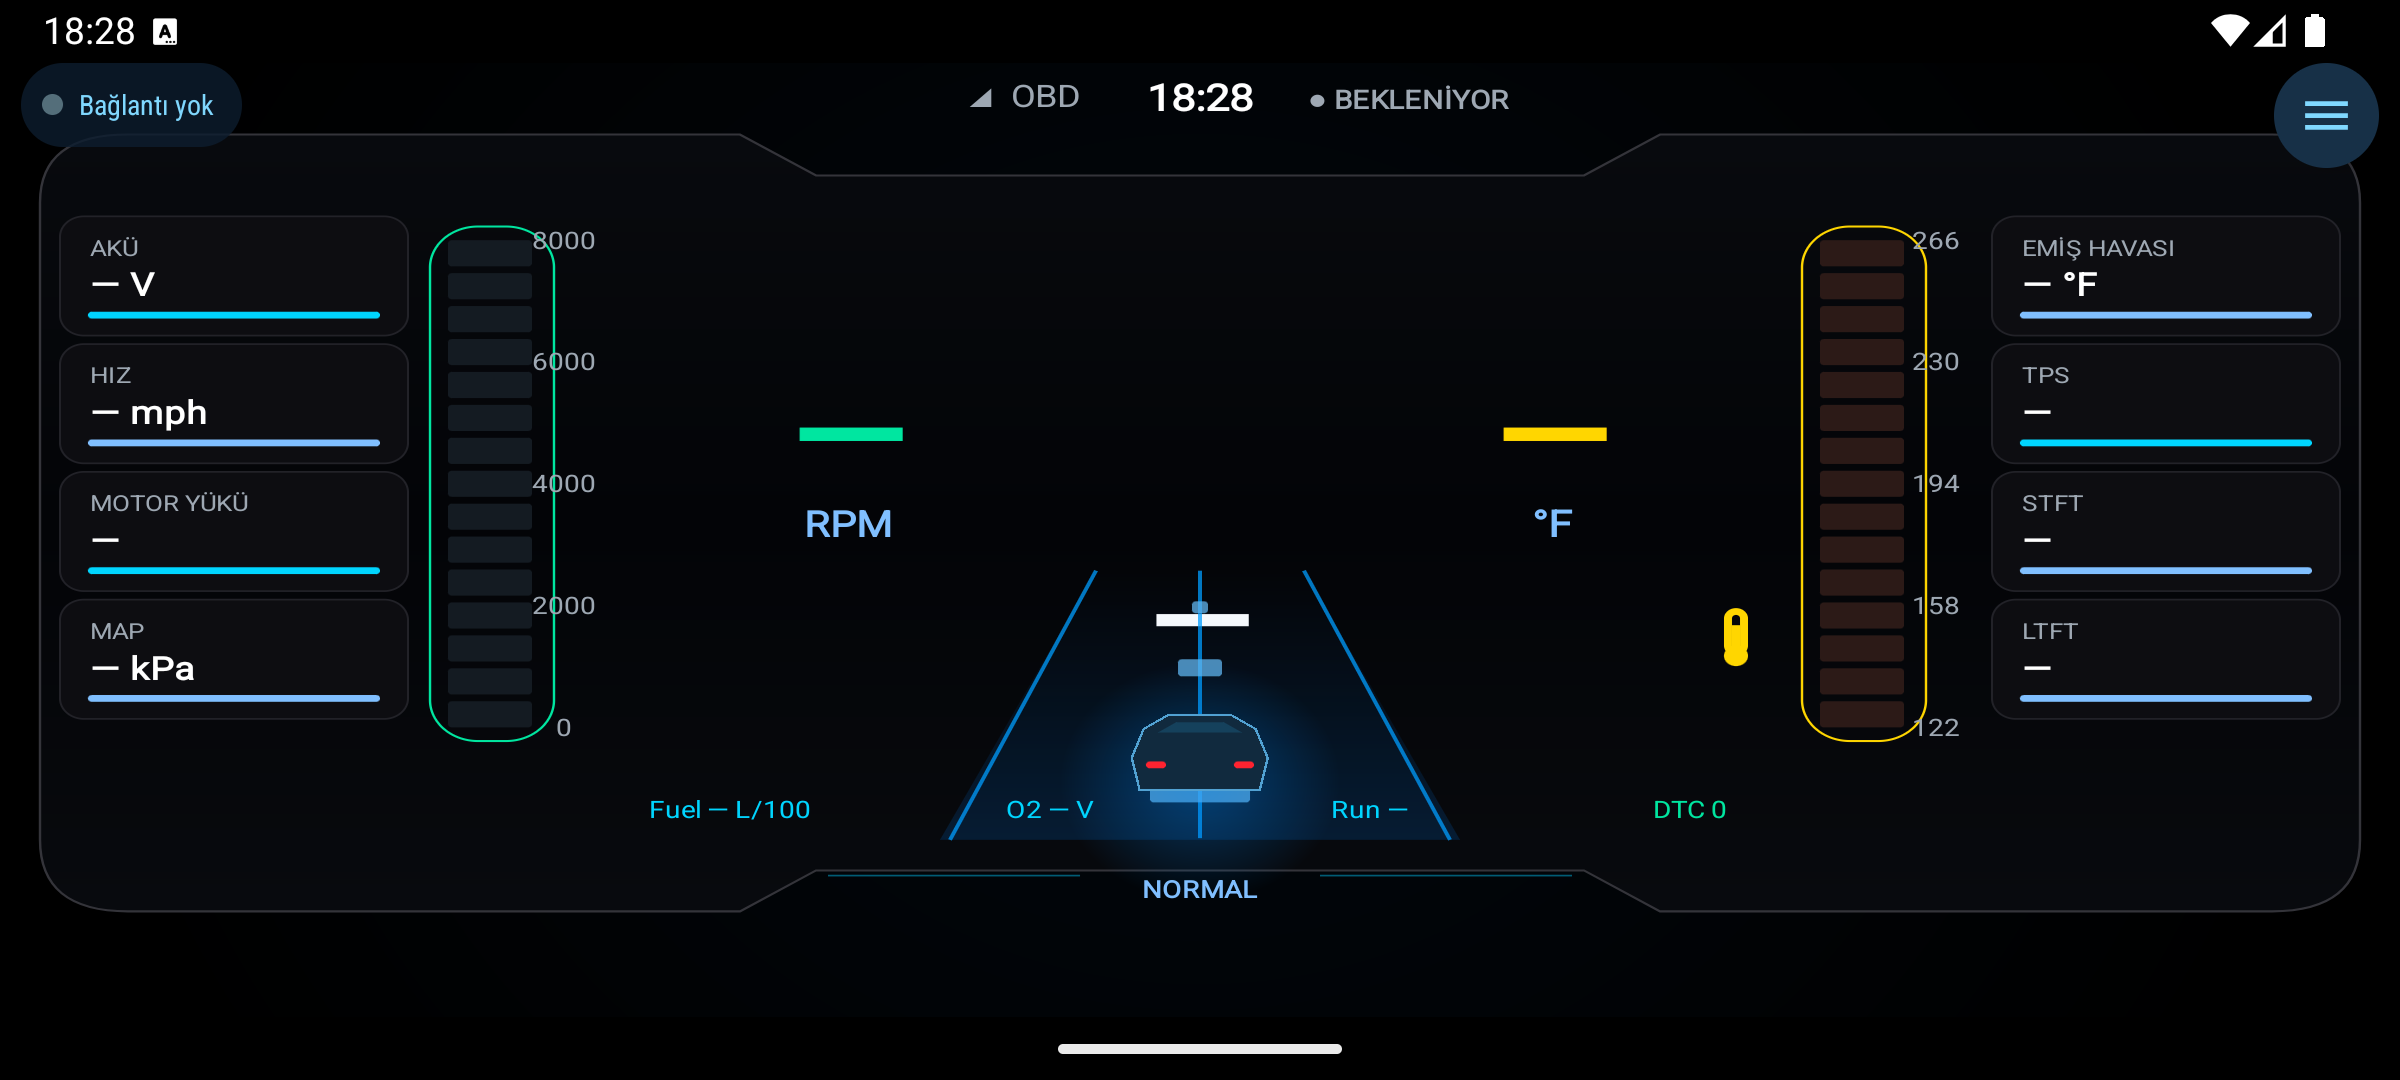 18:28
Bağlantı yok
OBD
18:28
BEKLENİYOR
AKÜ
— V
HIZ
— mph
MOTOR YÜKÜ
—
MAP
— kPa
8000
6000
4000
2000
0
—
RPM
—
°F
—
266
230
194
158
122
EMİŞ HAVASI
— °F
TPS
—
STFT
—
LTFT
—
Fuel — L/100
O2 — V
Run —
DTC 0
NORMAL